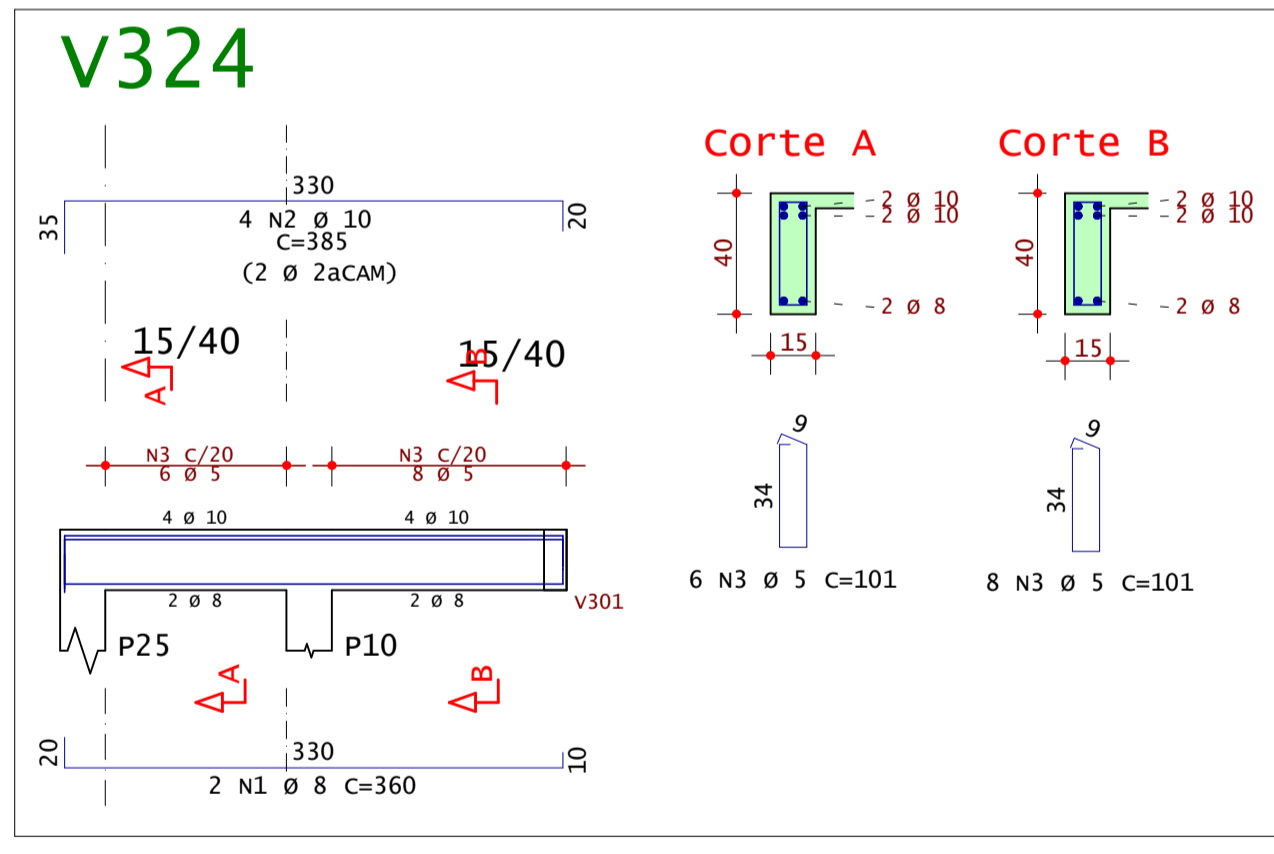 V324
330
35
20
4 N2 Ø 10
C=385
(2 Ø 2aCAM)
15/40
15/40
A
B
N3 C/20
6 Ø 5
N3 C/20
8 Ø 5
4 Ø 10
4 Ø 10
2 Ø 8
2 Ø 8
V301
P25
P10
A
B
20
330
10
2 N1 Ø 8 C=360
Corte A
2 Ø 10
2 Ø 10
40
2 Ø 8
15
9
34
6 N3 Ø 5 C=101
Corte B
2 Ø 10
2 Ø 10
40
2 Ø 8
15
9
34
8 N3 Ø 5 C=101